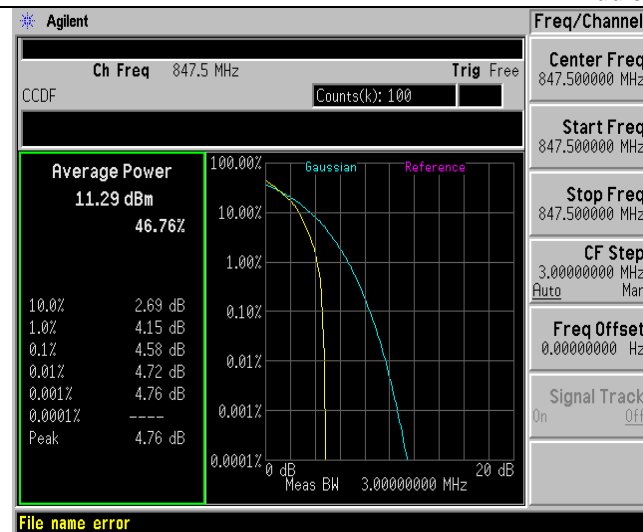 Agilent
Freq/Channel
Ch Freq 847.5 MHz Trig Free
CCDF Counts(k): 100
Average Power
11.29 dBm
46.76%
10.0% 2.69 dB
1.0% 4.15 dB
0.1% 4.58 dB
0.01% 4.72 dB
0.001% 4.76 dB
0.0001% ----
Peak 4.76 dB
Gaussian Reference
100.00%
10.00%
1.00%
0.10%
0.01%
0.001%
0.0001%
0 dB 20 dB
Meas BW 3.00000000 MHz
Center Freq
847.500000 MHz
Start Freq
847.500000 MHz
Stop Freq
847.500000 MHz
CF Step
3.00000000 MHz
Auto Man
Freq Offset
0.00000000 Hz
Signal Track
On Off
File name error